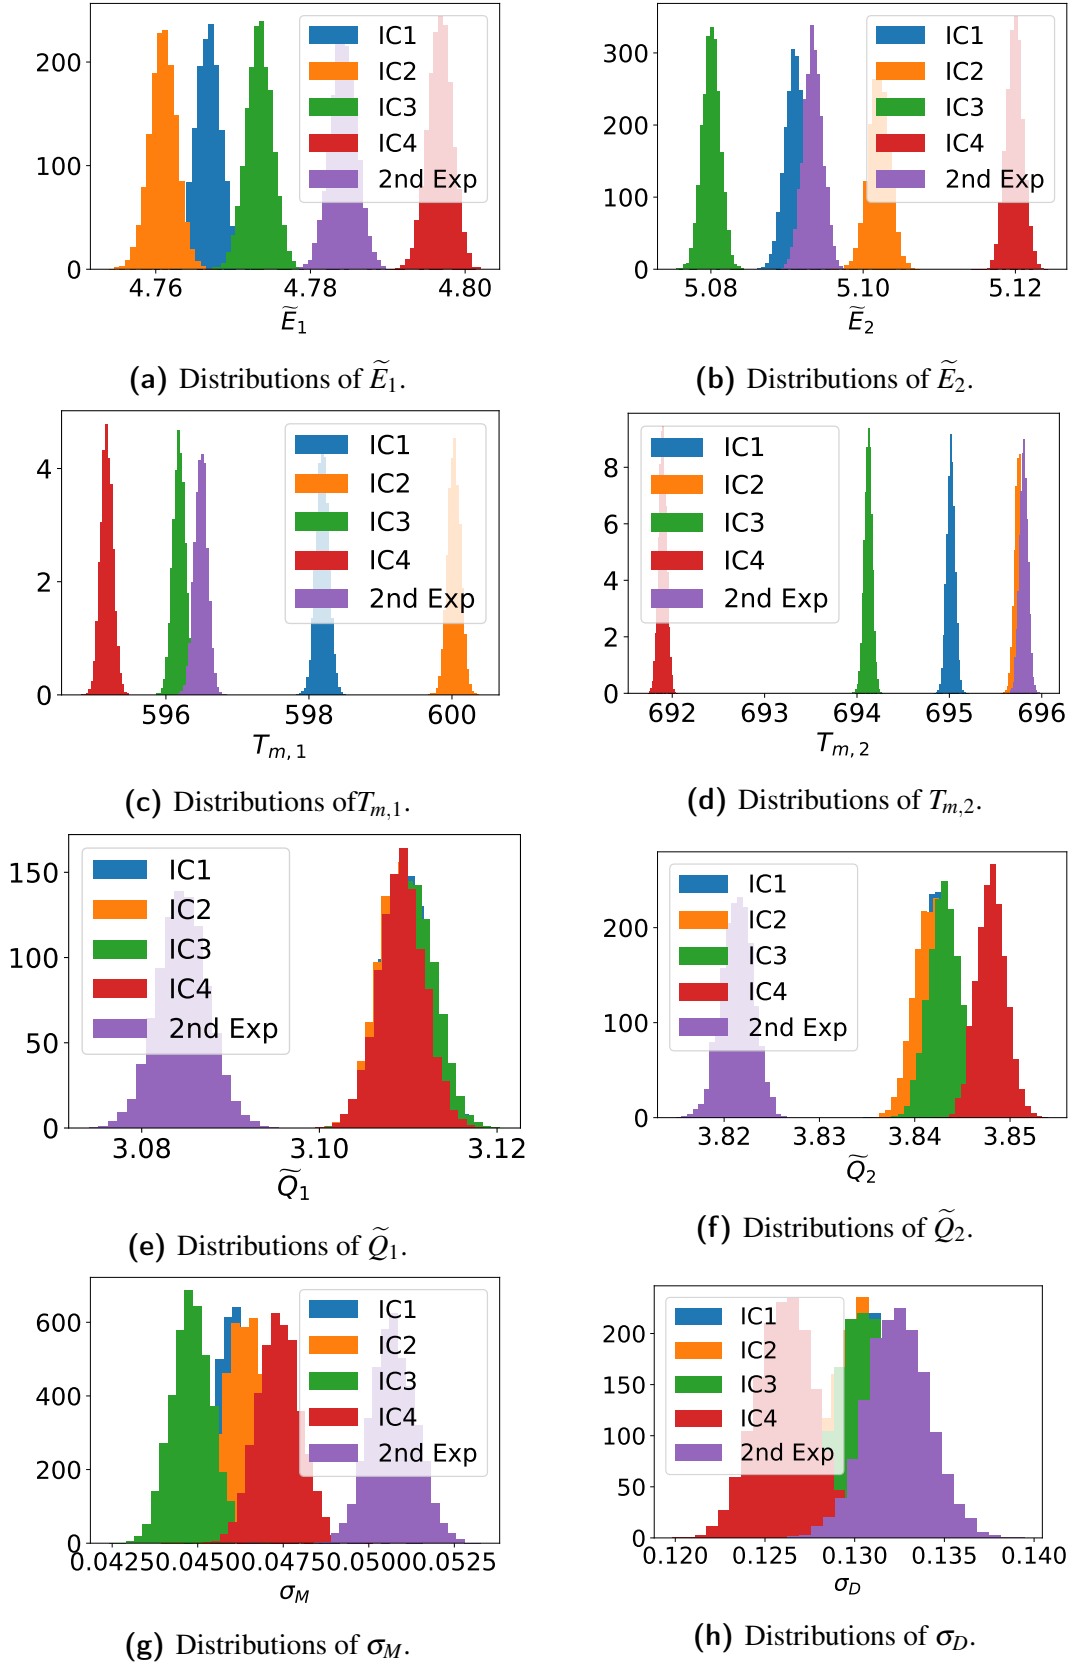 200
100
0
4.76 4.78 4.80
Ẽ1
IC1
IC2
IC3
IC4
2nd Exp
(a) Distributions of Ẽ1.
300
200
100
0
5.08 5.10 5.12
Ẽ2
IC1
IC2
IC3
IC4
2nd Exp
(b) Distributions of Ẽ2.
4
2
0
596 598 600
Tm, 1
IC1
IC2
IC3
IC4
2nd Exp
(c) Distributions ofTm,1.
8
6
4
2
0
692 693 694 695 696
Tm, 2
IC1
IC2
IC3
IC4
2nd Exp
(d) Distributions of Tm,2.
150
100
50
0
3.08 3.10 3.12
Q̃1
IC1
IC2
IC3
IC4
2nd Exp
(e) Distributions of Q̃1.
200
100
0
3.82 3.83 3.84 3.85
Q̃2
IC1
IC2
IC3
IC4
2nd Exp
(f) Distributions of Q̃2.
600
400
200
0
0.0425 0.0450 0.0475 0.0500 0.0525
σM
IC1
IC2
IC3
IC4
2nd Exp
(g) Distributions of σM.
200
150
100
50
0
0.120 0.125 0.130 0.135 0.140
σD
IC1
IC2
IC3
IC4
2nd Exp
(h) Distributions of σD.